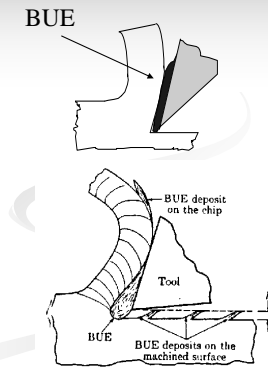 BUE
BUE deposit
on the chip
Tool
BUE
BUE deposits on the
machined surface